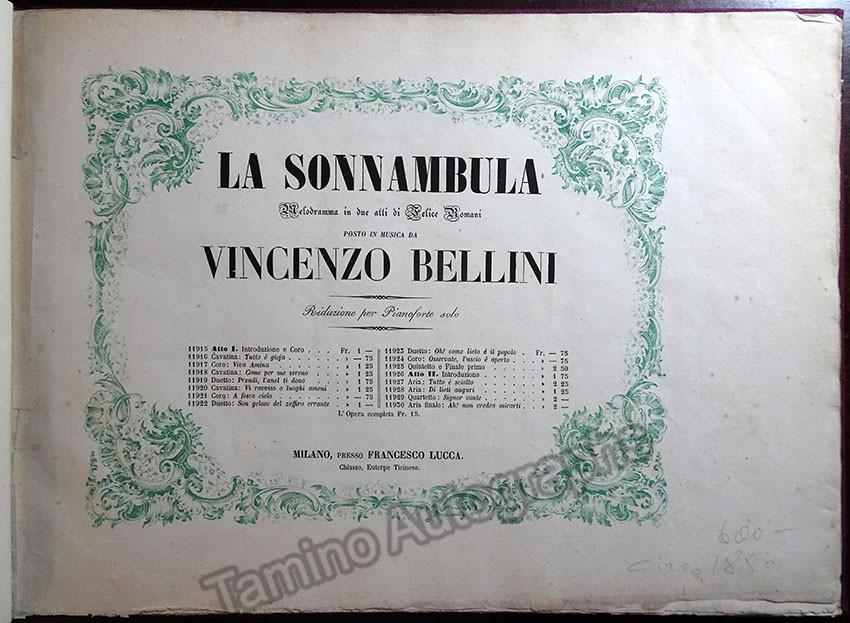 LA SONNAMBULA
Melodramma in due atti di Felice Romani
POSTO IN MUSICA DA
VINCENZO BELLINI
Riduzione per Pianoforte solo
11915 Atto I. Introduzione e Coro . . . Fr. 1 —
11916 Cavatina: Tutto è gioja . . . . » — 75
11917 Coro: Viva Amina . . . . » 1 25
11918 Cavatina: Come per me sereno . . » 1 25
11919 Duetto: Prendi, l'anel ti dono . . » 1 75
11920 Cavatina: Vi ravviso o luoghi ameni . » 1 25
11921 Coro: A fosco cielo . . . . » — 75
11922 Duetto: Son geloso del zeffiro errante . » 1 —
11923 Duetto: Oh! come lieto è il popolo . Fr. — 75
11924 Coro: Osservate, l'uscio è aperto . . » — 75
11925 Quintetto e Finale primo . . . » 2 50
11926 Atto II. Introduzione . . . . » 1 75
11927 Aria: Tutto è sciolto . . . . » 2 25
11928 Aria: Di lieti auguri . . . . » 1 25
11929 Quartetto: Signor conte . . . . » 2 —
11930 Aria finale: Ah! non credea mirarti . . » 2 —
L'Opera completa Fr. 15.
MILANO, PRESSO FRANCESCO LUCCA.
Chiasso, Euterpe Ticinese.
Tamino Autographs
600 —
Circa 1850